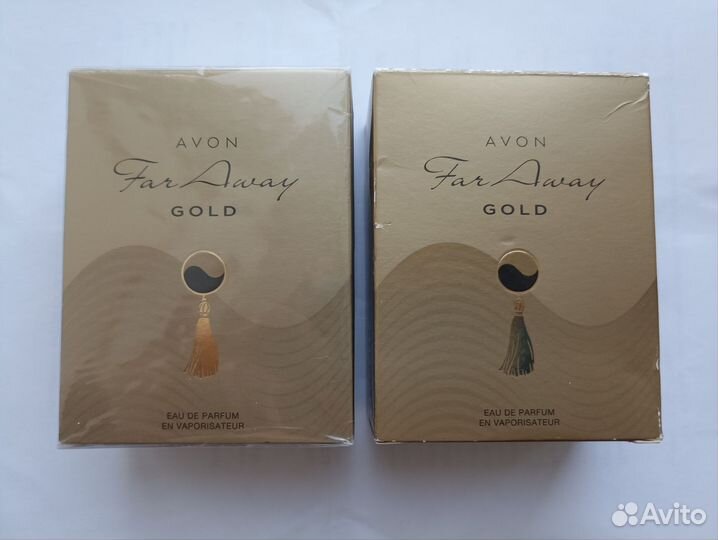 AVON
Far Away
GOLD
EAU DE PARFUM
EN VAPORISATEUR
AVON
Far Away
GOLD
EAU DE PARFUM
EN VAPORISATEUR
Avito